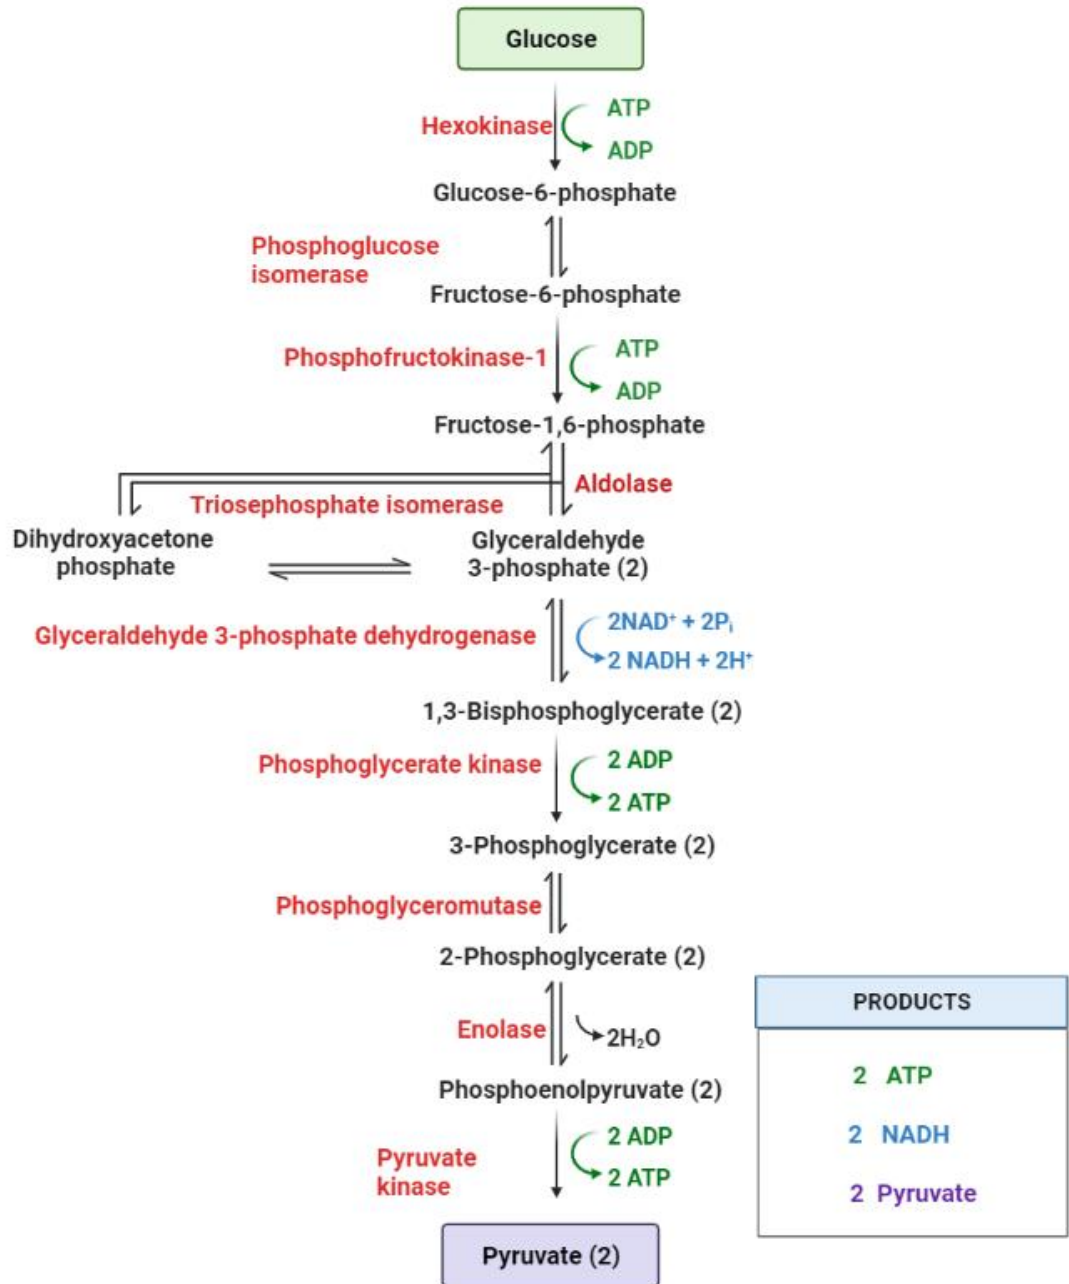 Glucose
ATP
Hexokinase
ADP
Glucose-6-phosphate
Phosphoglucose
isomerase
Fructose-6-phosphate
ATP
Phosphofructokinase-1
ADP
Fructose-1,6-phosphate
Aldolase
Triosephosphate isomerase
Dihydroxyacetone
phosphate
Glyceraldehyde
3-phosphate (2)
2NAD⁺ + 2Pᵢ
Glyceraldehyde 3-phosphate dehydrogenase
2 NADH + 2H⁺
1,3-Bisphosphoglycerate (2)
2 ADP
Phosphoglycerate kinase
2 ATP
3-Phosphoglycerate (2)
Phosphoglyceromutase
2-Phosphoglycerate (2)
Enolase
2H₂O
Phosphoenolpyruvate (2)
2 ADP
Pyruvate
kinase
2 ATP
Pyruvate (2)
PRODUCTS
2 ATP
2 NADH
2 Pyruvate